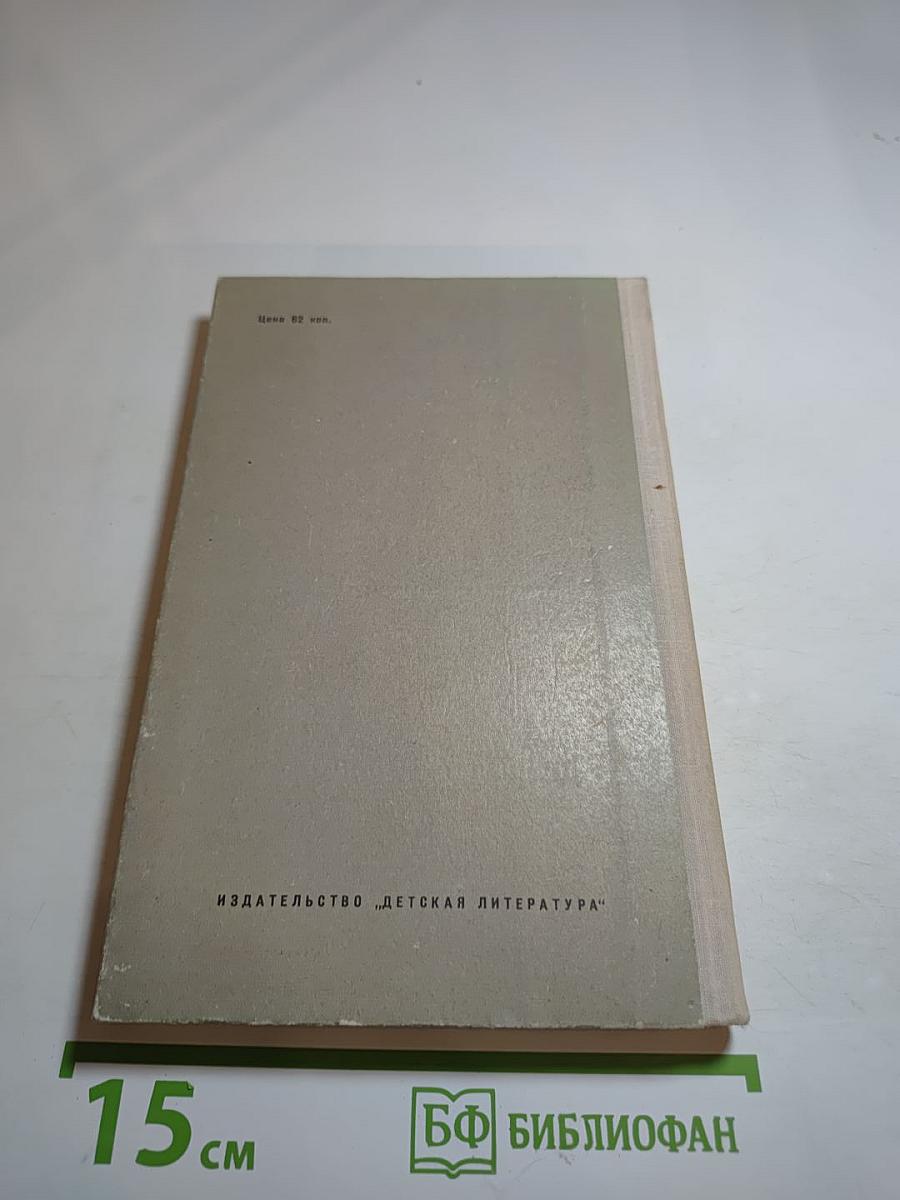 Цена 62 коп.
ИЗДАТЕЛЬСТВО „ДЕТСКАЯ ЛИТЕРАТУРА“
15 см
БФ БИБЛИОФАН